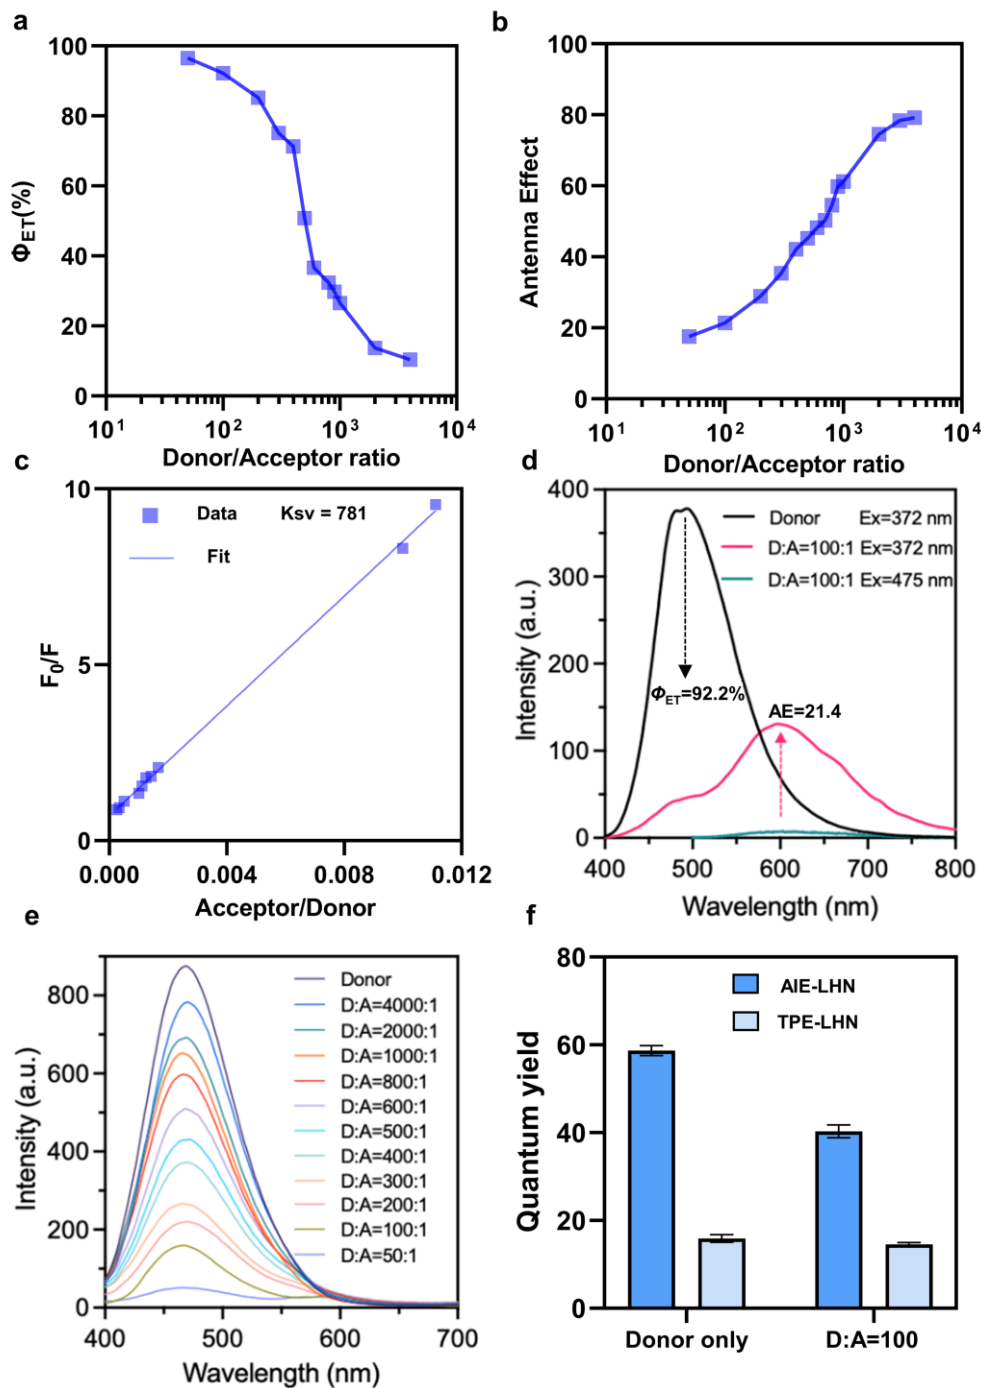 a
100
80
60
40
20
0
Φ_ET(%)
10¹ 10² 10³ 10⁴
Donor/Acceptor ratio
b
100
80
60
40
20
0
Antenna Effect
10¹ 10² 10³ 10⁴
Donor/Acceptor ratio
c
10
5
0
F₀/F
Data Ksv = 781
Fit
0.000 0.004 0.008 0.012
Acceptor/Donor
d
400
300
200
100
0
Intensity (a.u.)
Donor Ex=372 nm
D:A=100:1 Ex=372 nm
D:A=100:1 Ex=475 nm
Φ_ET=92.2%
AE=21.4
400 500 600 700 800
Wavelength (nm)
e
800
600
400
200
0
Intensity (a.u.)
Donor
D:A=4000:1
D:A=2000:1
D:A=1000:1
D:A=800:1
D:A=600:1
D:A=500:1
D:A=400:1
D:A=300:1
D:A=200:1
D:A=100:1
D:A=50:1
400 500 600 700
Wavelength (nm)
f
80
60
40
20
0
Quantum yield
AIE-LHN
TPE-LHN
Donor only D:A=100